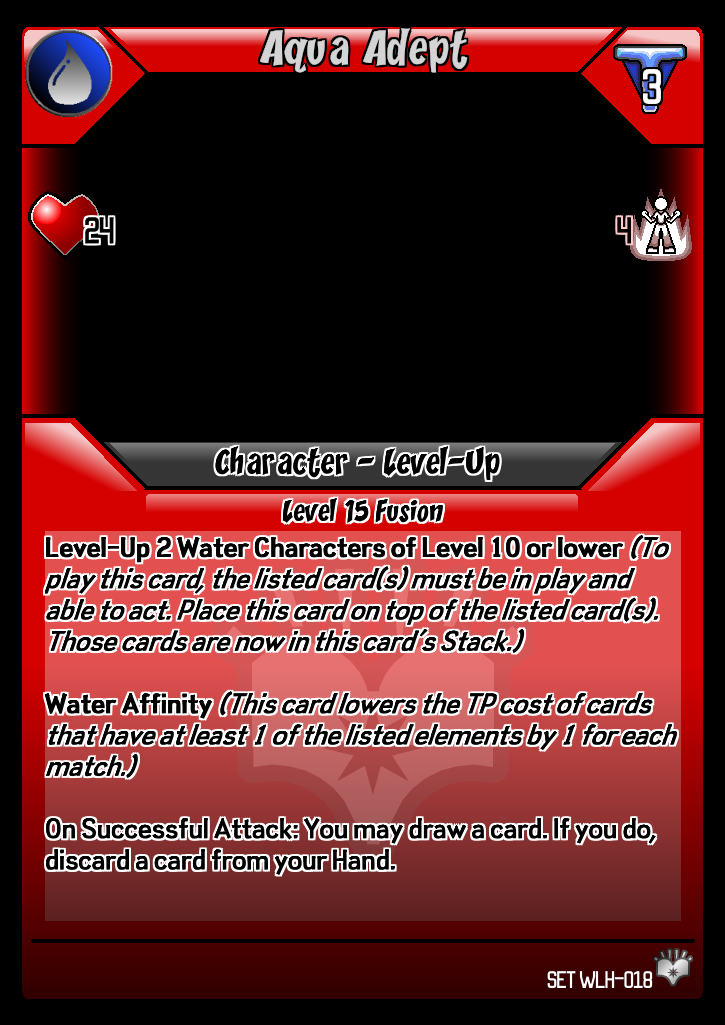 Aqua Adept
3
24
4
Character - Level-Up
Level 15 Fusion
Level-Up 2 Water Characters of Level 10 or lower (To
play this card, the listed card(s) must be in play and
able to act. Place this card on top of the listed card(s).
Those cards are now in this card's Stack.)
Water Affinity (This card lowers the TP cost of cards
that have at least 1 of the listed elements by 1 for each
match.)
On Successful Attack: You may draw a card. If you do,
discard a card from your Hand.
SET WLH-018